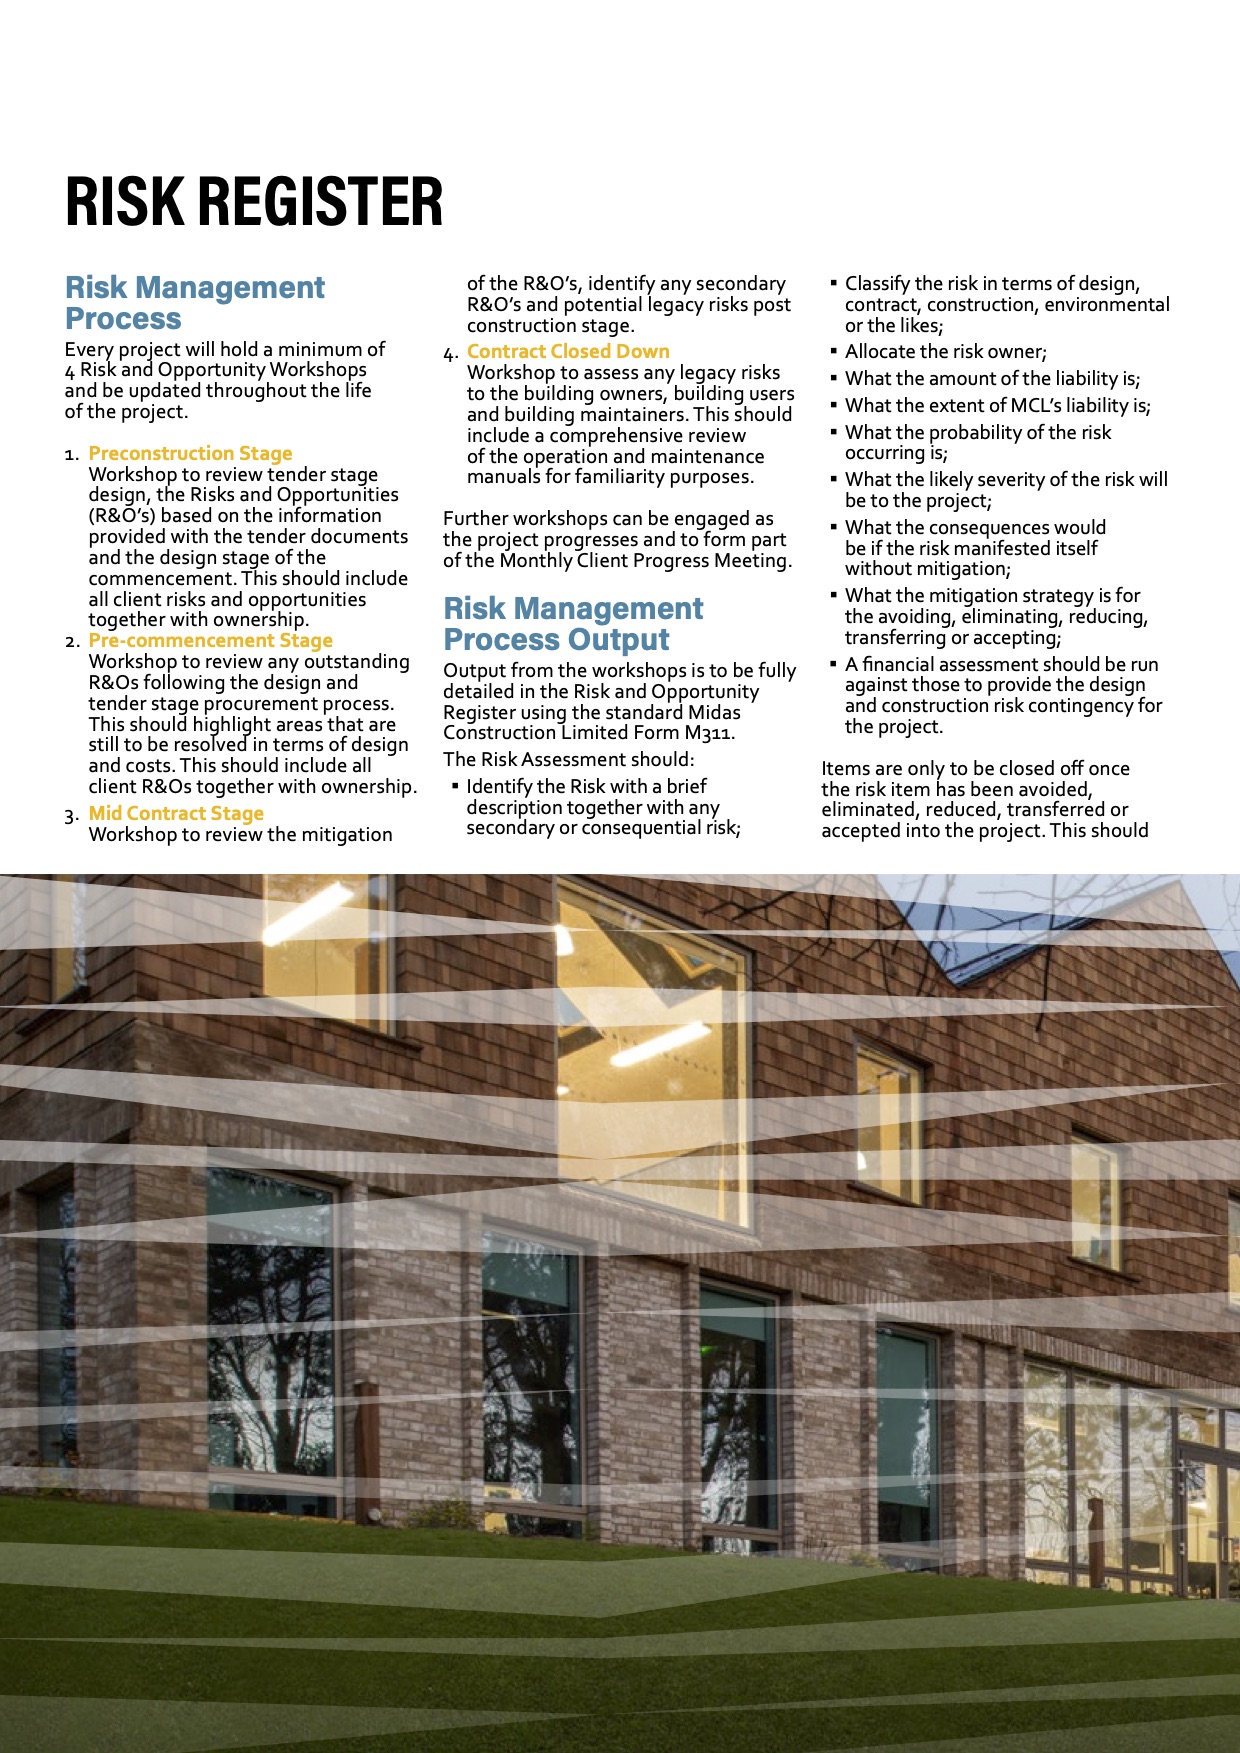 RISK REGISTER
Risk Management
Process
Every project will hold a minimum of
4 Risk and Opportunity Workshops
and be updated throughout the life
of the project.
1. Preconstruction Stage
Workshop to review tender stage
design, the Risks and Opportunities
(R&O’s) based on the information
provided with the tender documents
and the design stage of the
commencement. This should include
all client risks and opportunities
together with ownership.
2. Pre-commencement Stage
Workshop to review any outstanding
R&Os following the design and
tender stage procurement process.
This should highlight areas that are
still to be resolved in terms of design
and costs. This should include all
client R&Os together with ownership.
3. Mid Contract Stage
Workshop to review the mitigation
of the R&O’s, identify any secondary
R&O’s and potential legacy risks post
construction stage.
4. Contract Closed Down
Workshop to assess any legacy risks
to the building owners, building users
and building maintainers. This should
include a comprehensive review
of the operation and maintenance
manuals for familiarity purposes.
Further workshops can be engaged as
the project progresses and to form part
of the Monthly Client Progress Meeting.
Risk Management
Process Output
Output from the workshops is to be fully
detailed in the Risk and Opportunity
Register using the standard Midas
Construction Limited Form M311.
The Risk Assessment should:
▪ Identify the Risk with a brief
description together with any
secondary or consequential risk;
▪ Classify the risk in terms of design,
contract, construction, environmental
or the likes;
▪ Allocate the risk owner;
▪ What the amount of the liability is;
▪ What the extent of MCL’s liability is;
▪ What the probability of the risk
occurring is;
▪ What the likely severity of the risk will
be to the project;
▪ What the consequences would
be if the risk manifested itself
without mitigation;
▪ What the mitigation strategy is for
the avoiding, eliminating, reducing,
transferring or accepting;
▪ A financial assessment should be run
against those to provide the design
and construction risk contingency for
the project.
Items are only to be closed off once
the risk item has been avoided,
eliminated, reduced, transferred or
accepted into the project. This should